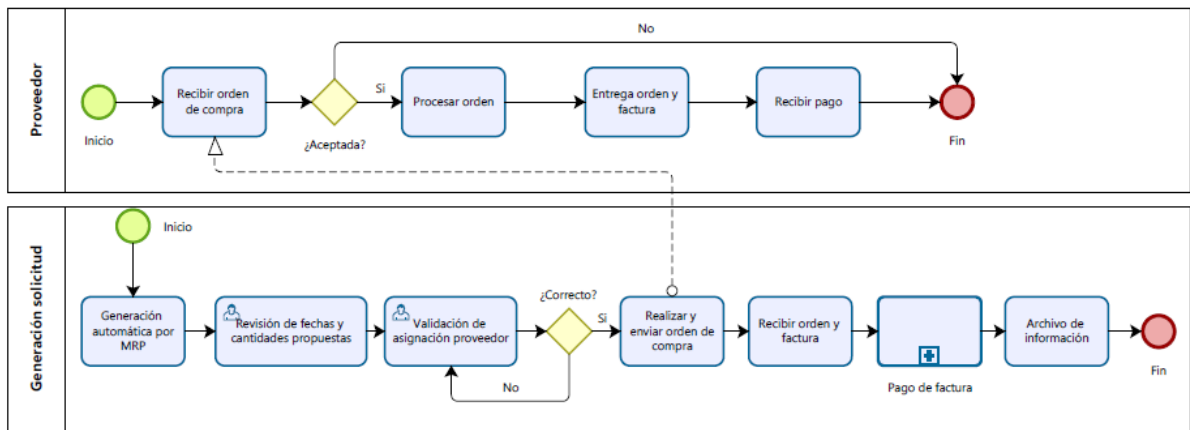 Proveedor
No
Recibir orden
de compra
Si
Procesar orden
Entrega orden y
factura
Recibir pago
Inicio
¿Aceptada?
Fin
Generación solicitud
Inicio
¿Correcto?
Generación
automática por
MRP
Revisión de fechas y
cantidades propuestas
Validación de
asignación proveedor
Si
Realizar y
enviar orden de
compra
Recibir orden y
factura
Archivo de
información
No
Pago de factura
Fin